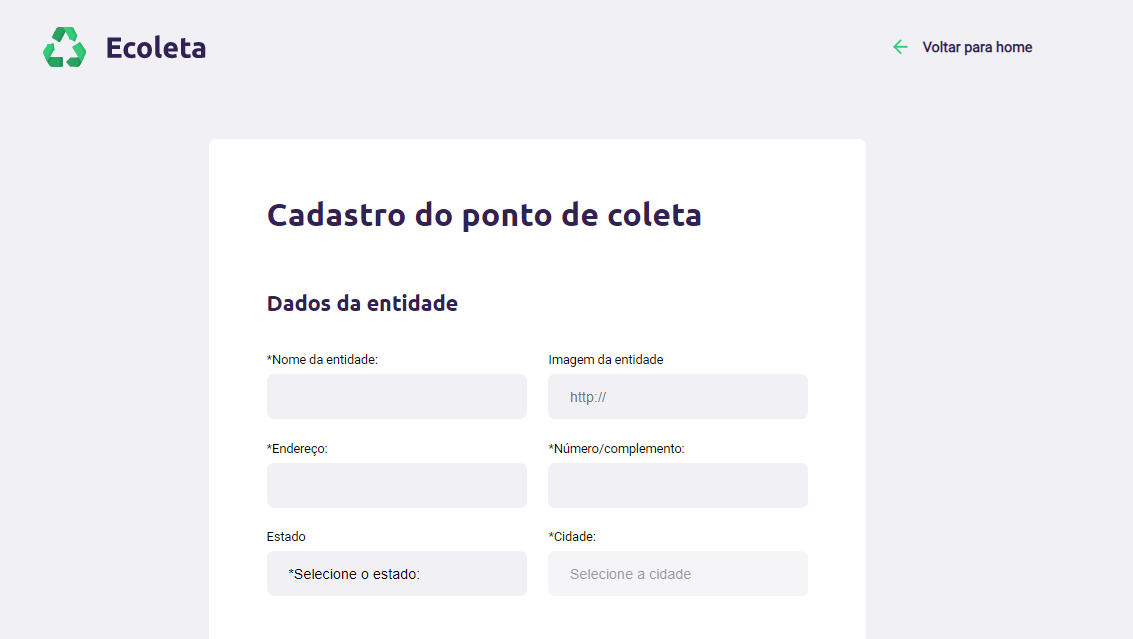 Ecoleta
Voltar para home
Cadastro do ponto de coleta
Dados da entidade
*Nome da entidade:
Imagem da entidade
http://
*Endereço:
*Número/complemento:
Estado
*Cidade:
*Selecione o estado:
Selecione a cidade